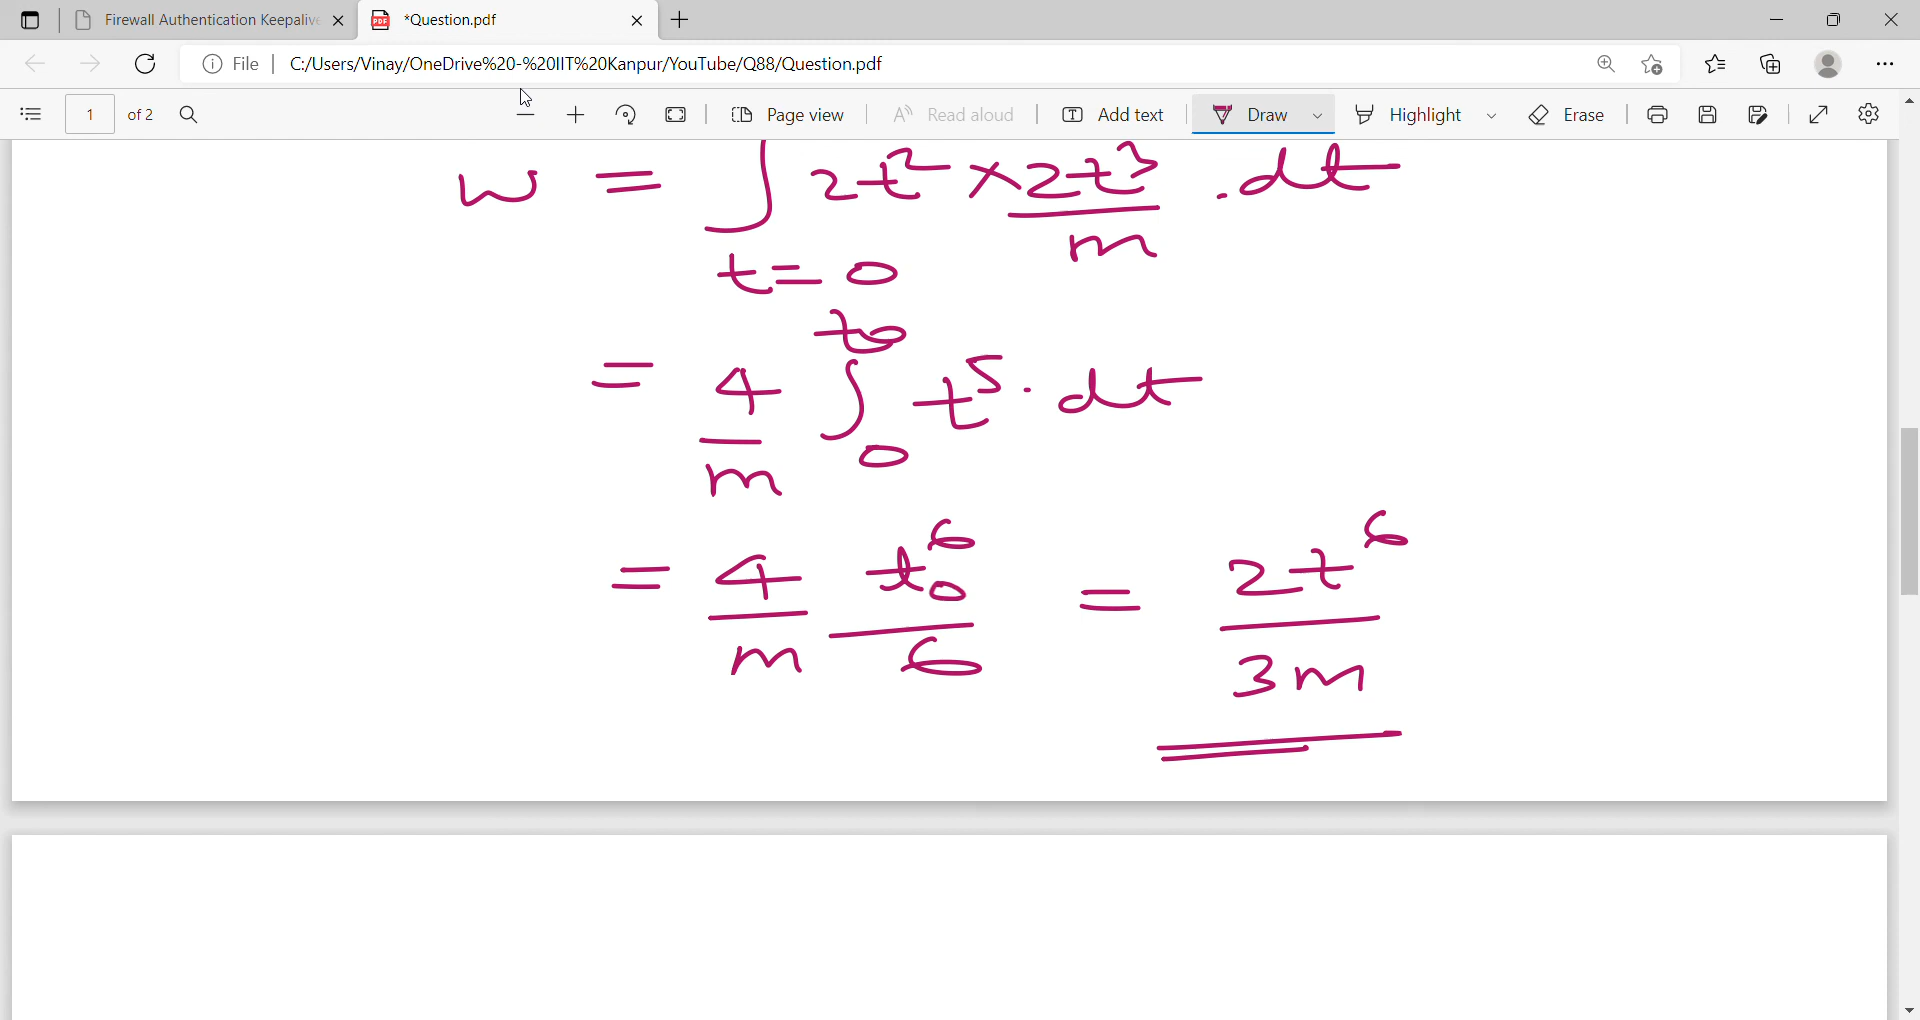 Firewall Authentication Keepaliv
*Question.pdf
File | C:/Users/Vinay/OneDrive%20-%20IIT%20Kanpur/YouTube/Q88/Question.pdf
1 of 2 Page view Read aloud Add text Draw Highlight Erase
w = ∫ 2t² × 2t³/m . dt
t = 0
= 4/m ∫₀^t₀ t⁵ . dt
= 4/m t₀⁶/6 = 2t⁶/3m